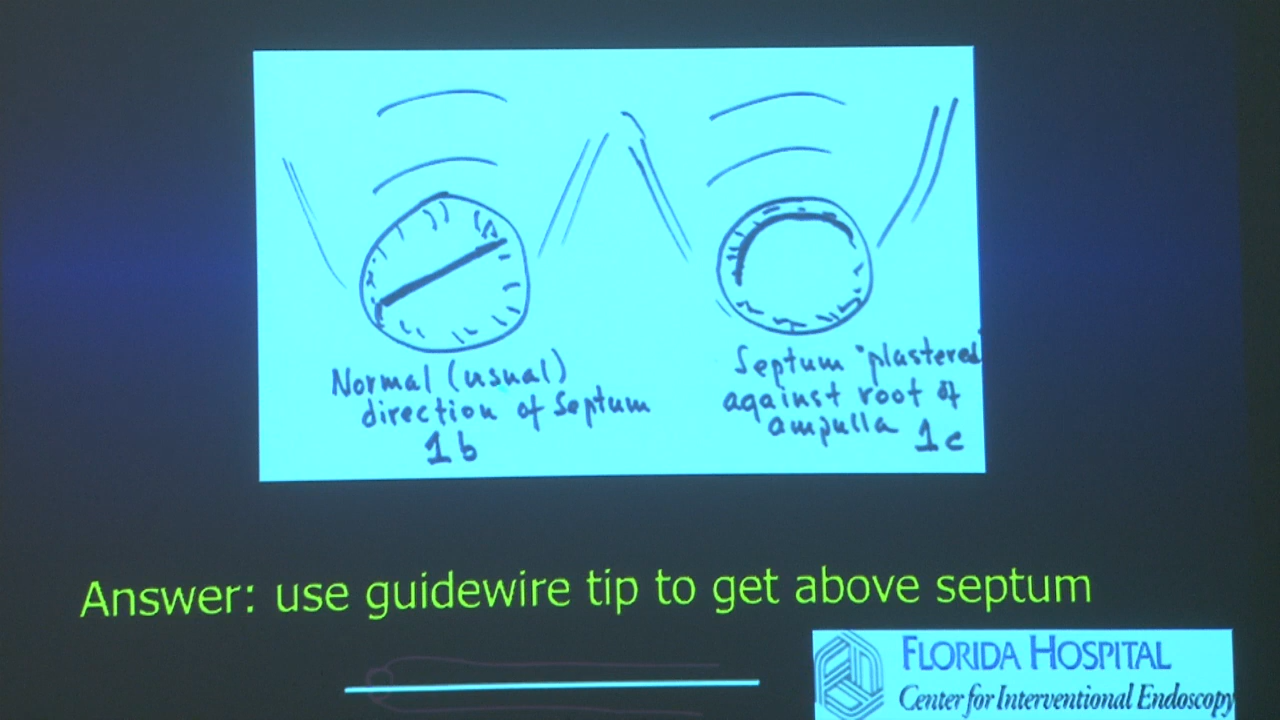 Normal (usual)
direction of Septum
1b
Septum "plastered
against root of
ampulla 1c
Answer: use guidewire tip to get above septum
FLORIDA HOSPITAL
Center for Interventional Endoscopy